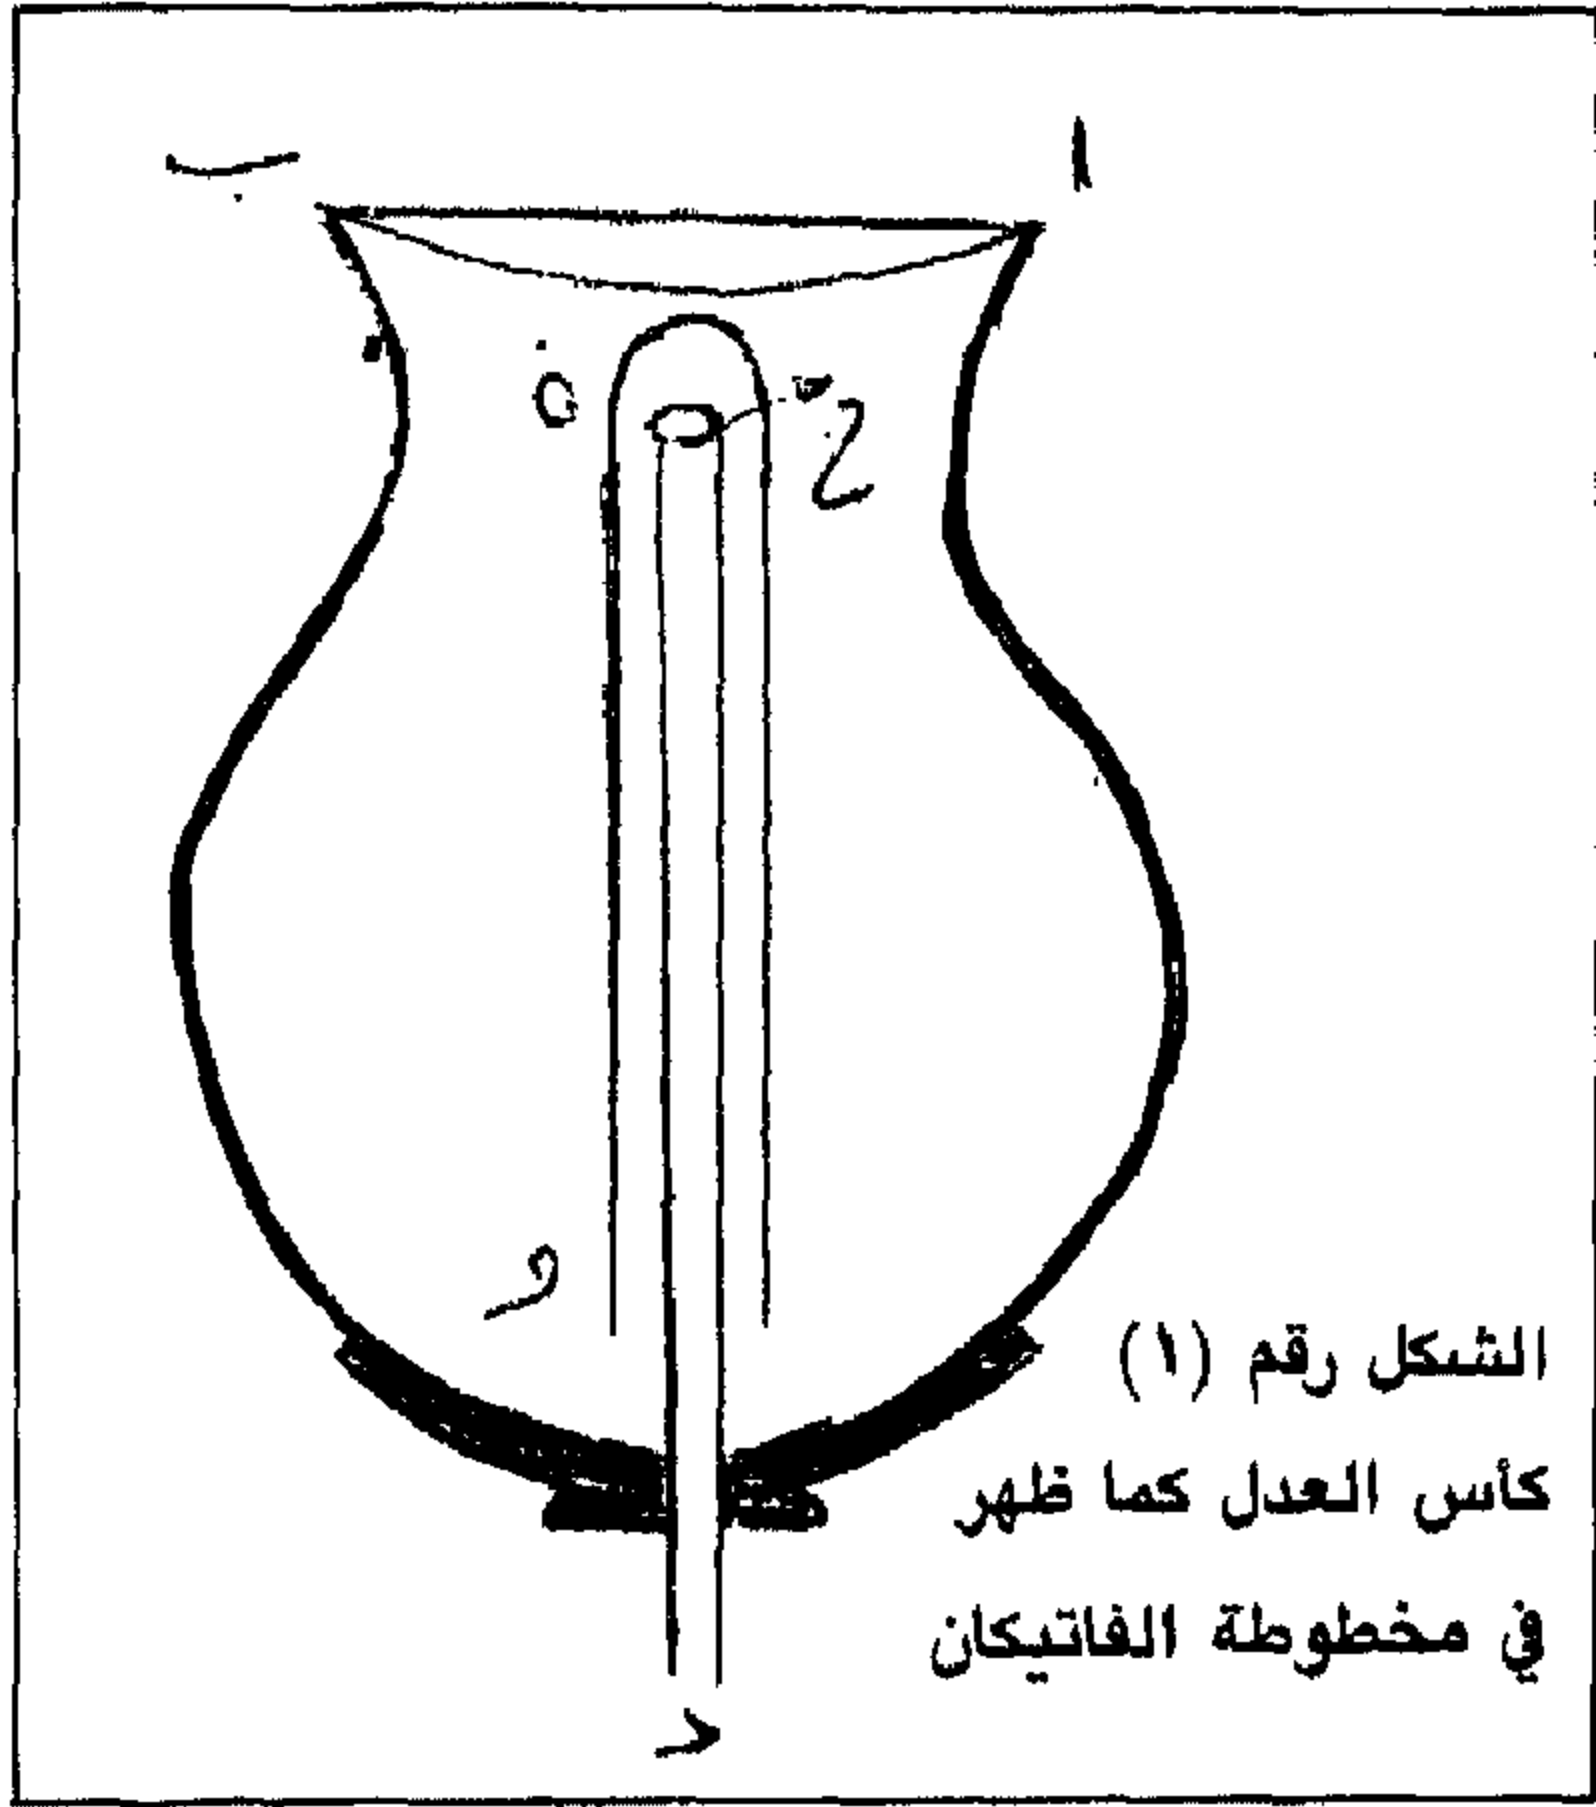 ا
ب
ه
ج
و
الشكل رقم (١)
كأس العدل كما ظهر
في مخطوطة الفاتيكان
د